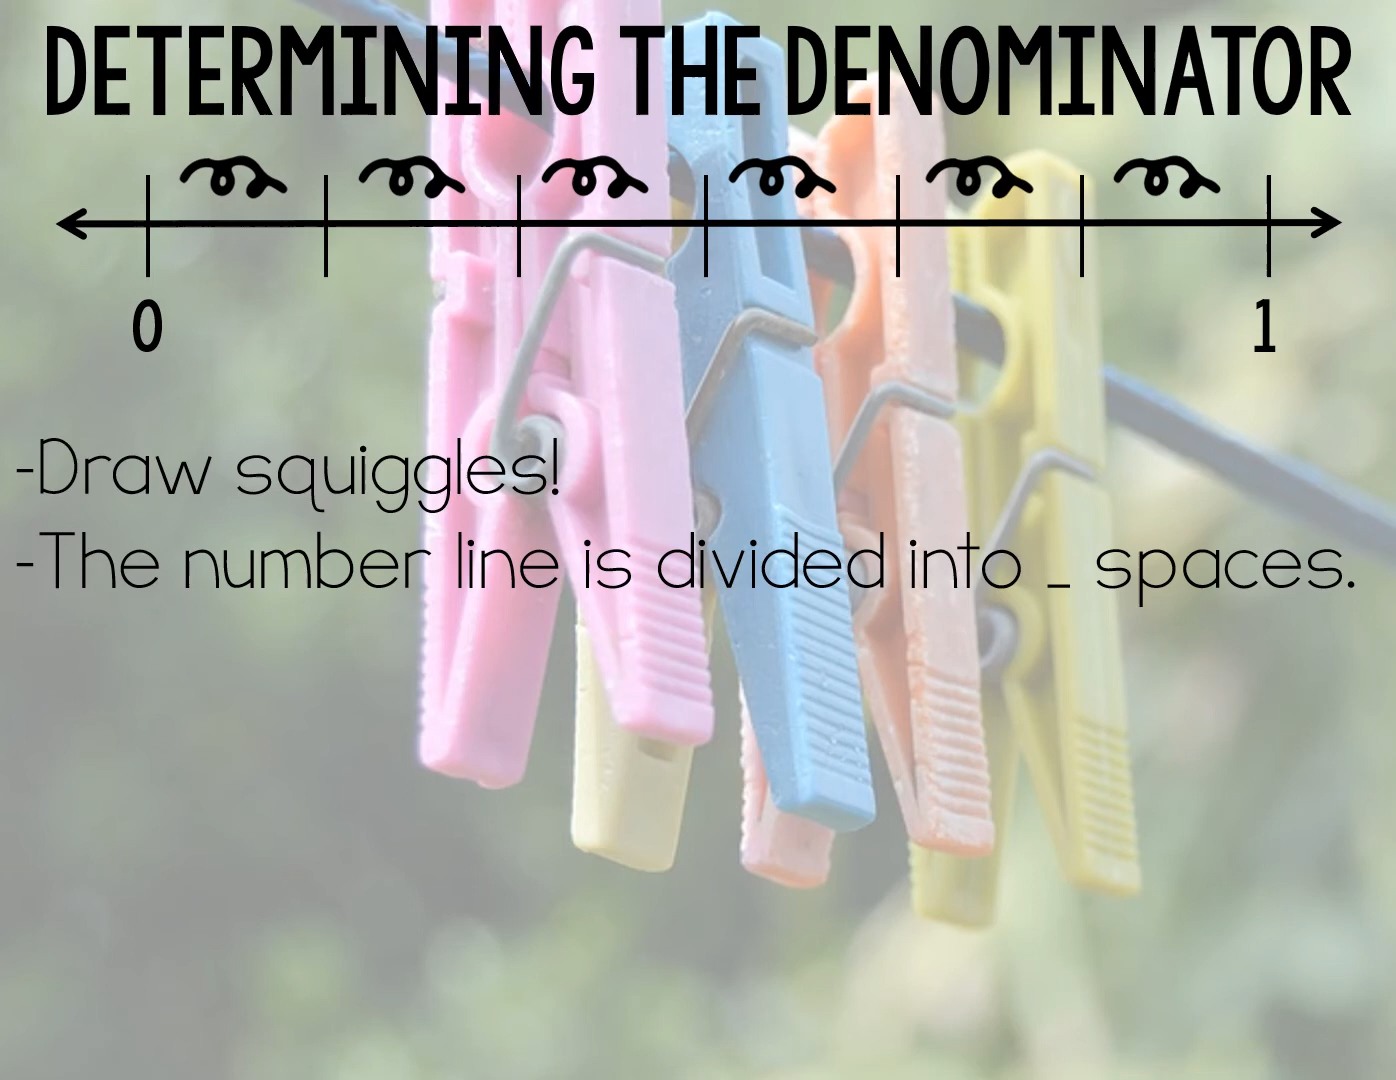 DETERMINING THE DENOMINATOR
0 1
-Draw squiggles!
-The number line is divided into _ spaces.